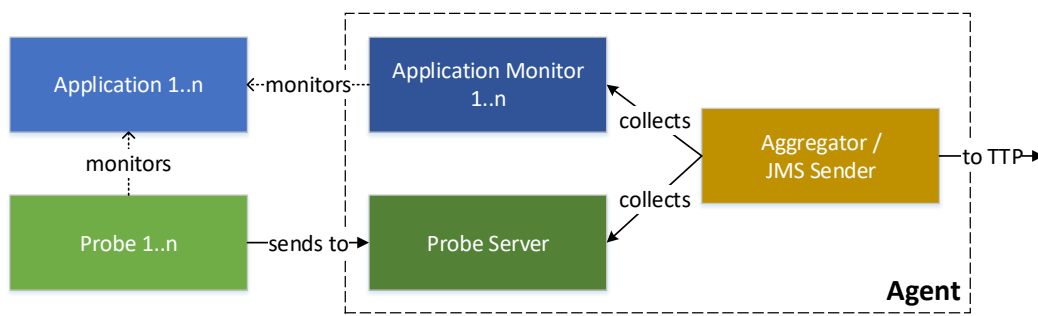 Application 1..n
monitors
Application Monitor
1..n
collects
Aggregator /
JMS Sender
to TTP
monitors
collects
Probe 1..n
sends to
Probe Server
Agent